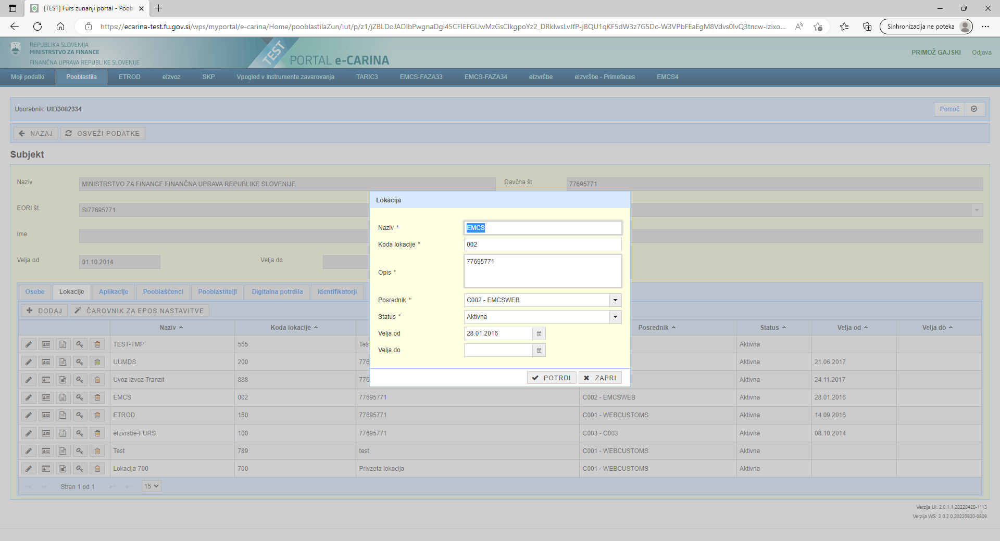 [TEST] Furs zunanji portal - Poob
https://ecarina-test.fu.gov.si/wps/myportal/e-carina/Home/pooblastilaZun/!ut/p/z1/jZBLDoJADIbPwgnaDgi45CFIEFGUwMzGsCIkgpoYz2_DRklwsLvJfP-jBQU1qKF5dW3z7G5Dc-W3VPbFEaEgM8Vdvs0IvQ3tncw-izixo...
Sinhronizacija ne poteka
REPUBLIKA SLOVENIJA
MINISTRSTVO ZA FINANCE
FINANČNA UPRAVA REPUBLIKE SLOVENIJE
TEST
PORTAL e-CARINA
PRIMOŽ GAJSKI Odjava
Moji podatki Pooblastila ETROD eIzvoz SKP Vpogled v instrumente zavarovanja TARIC3 EMCS-FAZA33 EMCS-FAZA34 eIzvršbe eIzvršbe - Primefaces EMCS4
Uporabnik: UID3082334
Pomoč
NAZAJ OSVEŽI PODATKE
Subjekt
Naziv MINISTRSTVO ZA FINANCE FINANČNA UPRAVA REPUBLIKE SLOVENIJE Davčna št. 77695771
EORI št. SI77695771
Ime
Velja od 01.10.2014 Velja do
Lokacija
Naziv * EMCS
Koda lokacije * 002
Opis * 77695771
Posrednik * C002 - EMCSWEB
Status * Aktivna
Velja od 28.01.2016
Velja do
POTRDI ZAPRI
Osebe Lokacije Aplikacije Pooblaščenci Pooblastitelji Digitalna potrdila Identifikatorji
DODAJ ČAROVNIK ZA EPOS NASTAVITVE
Naziv Koda lokacije Posrednik Status Velja od Velja do
TEST-TMP 555 Tes Aktivna
UUMDS 200 776 Aktivna 21.06.2017
Uvoz Izvoz Tranzit 888 776 Aktivna 24.11.2017
EMCS 002 77695771 C002 - EMCSWEB Aktivna 28.01.2016
ETROD 150 77695771 C001 - WEBCUSTOMS Aktivna 14.09.2016
eIzvrsbe-FURS 100 77695771 C003 - C003 Aktivna 08.10.2014
Test 789 test C001 - WEBCUSTOMS Aktivna
Lokacija 700 700 Privzeta lokacija C001 - WEBCUSTOMS Aktivna
Stran 1 od 1 15
Verzija UI: 2.0.1.1.20220420-1113
Verzija WS: 2.0.2.0.20220920-0809